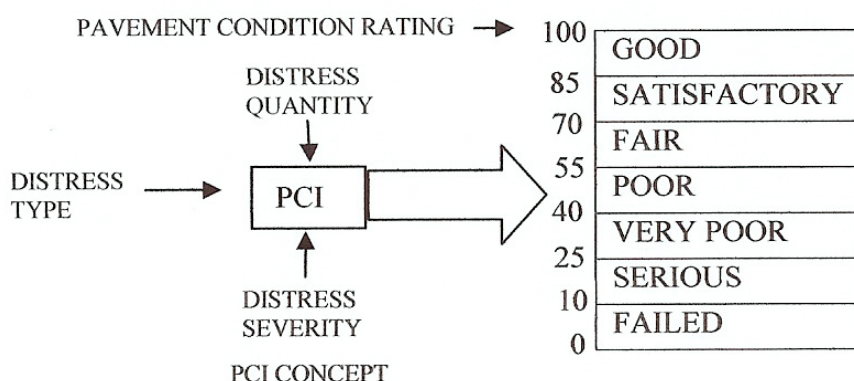 PAVEMENT CONDITION RATING
100
GOOD
85
SATISFACTORY
70
FAIR
55
POOR
40
VERY POOR
25
SERIOUS
10
FAILED
0
DISTRESS
QUANTITY
DISTRESS
TYPE
PCI
DISTRESS
SEVERITY
PCI CONCEPT